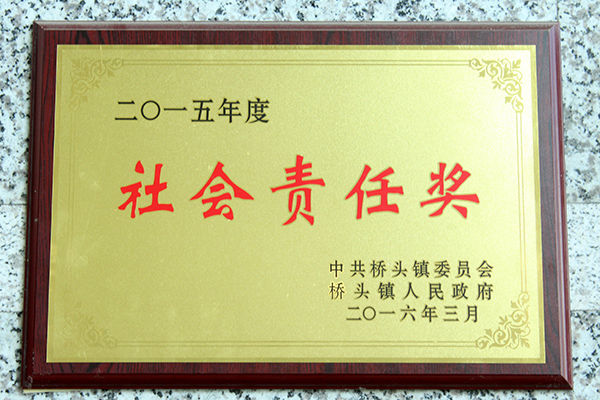 二〇一五年度
社会责任奖
中共桥头镇委员会
桥头镇人民政府
二〇一六年三月